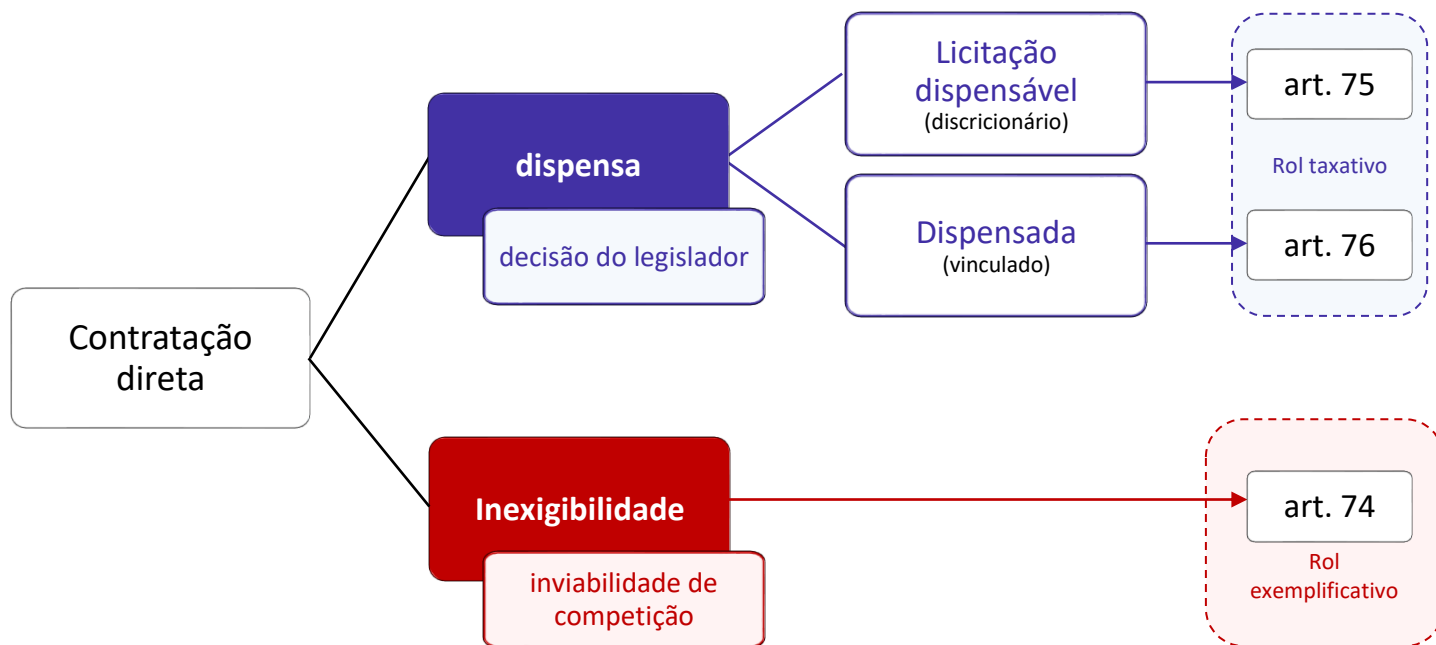 Contratação
direta
dispensa
decisão do legislador
Licitação
dispensável
(discricionário)
art. 75
Rol taxativo
Dispensada
(vinculado)
art. 76
Inexigibilidade
inviabilidade de
competição
art. 74
Rol
exemplificativo